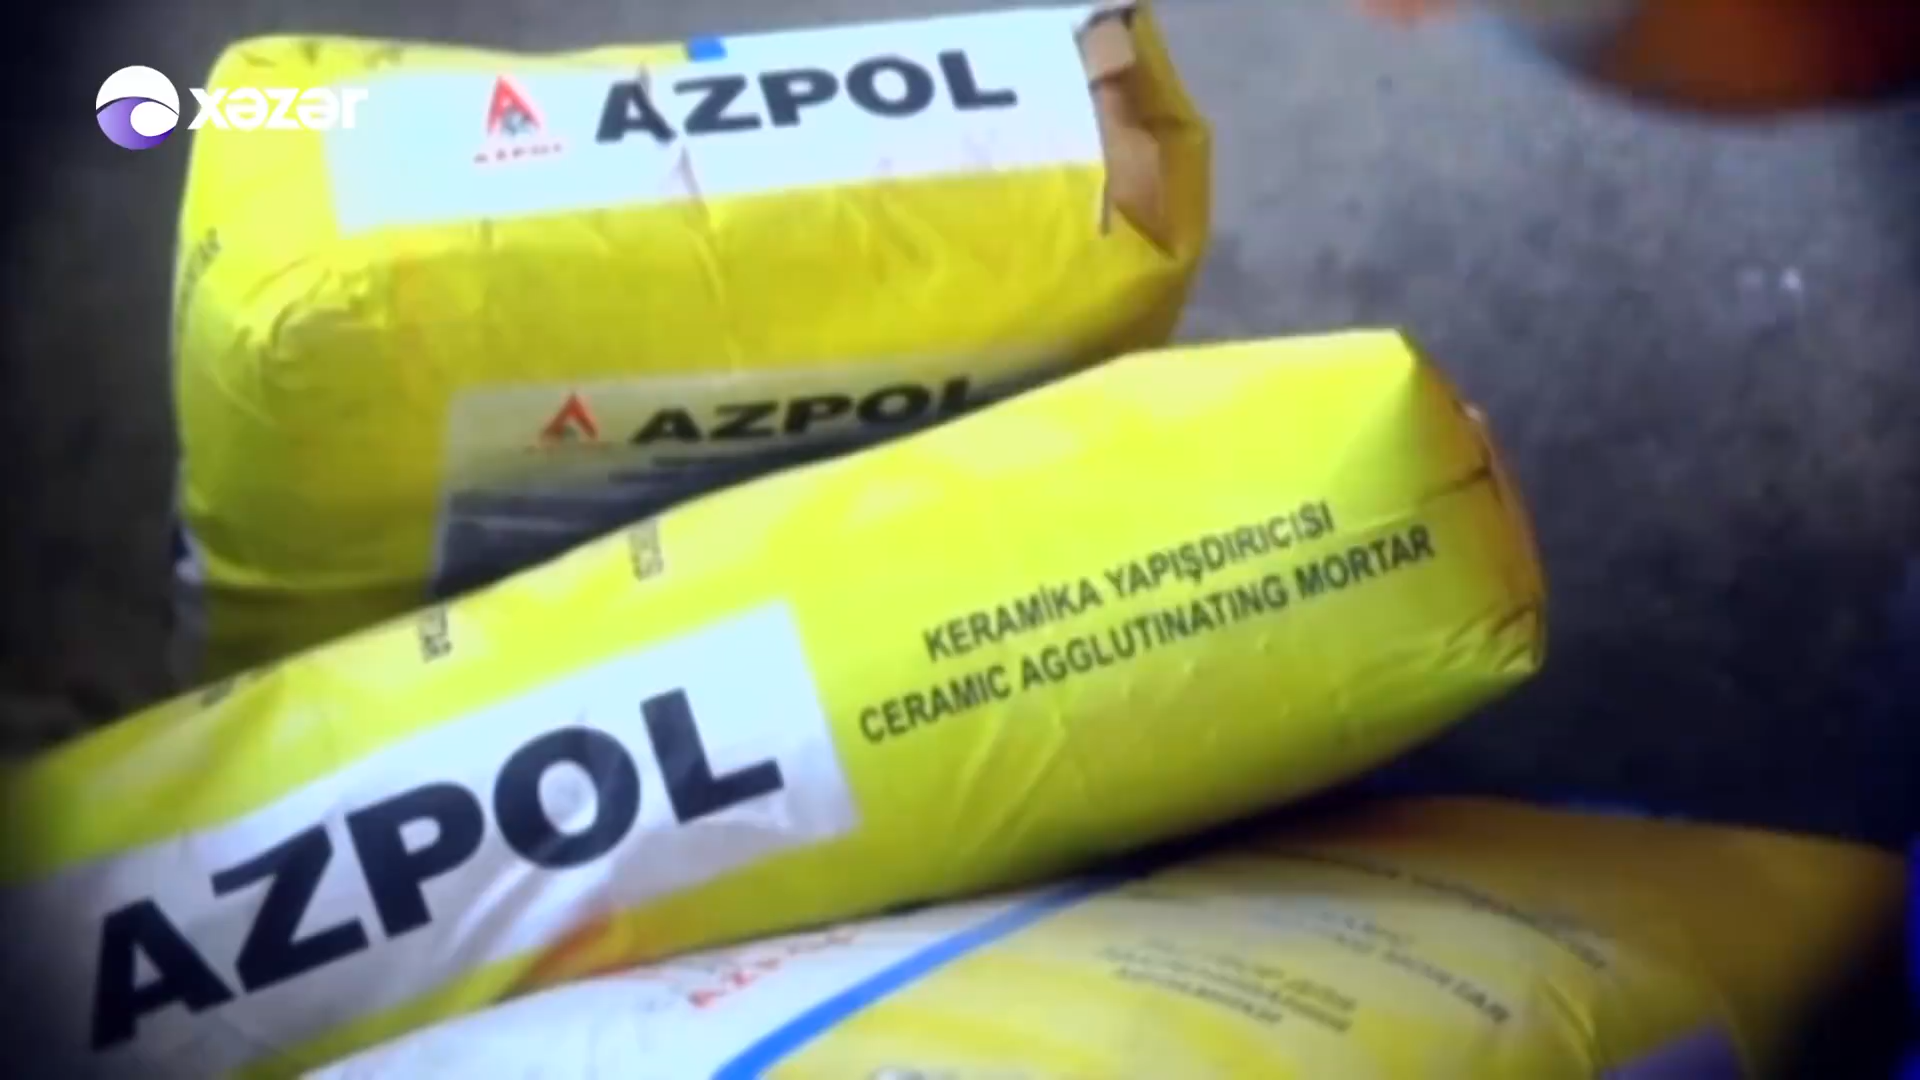 xəzər
AZPOL
AZPOL
KERAMİKA YAPIŞDIRICISI
CERAMIC AGGLUTINATING MORTAR
AZPOL
AZPOL